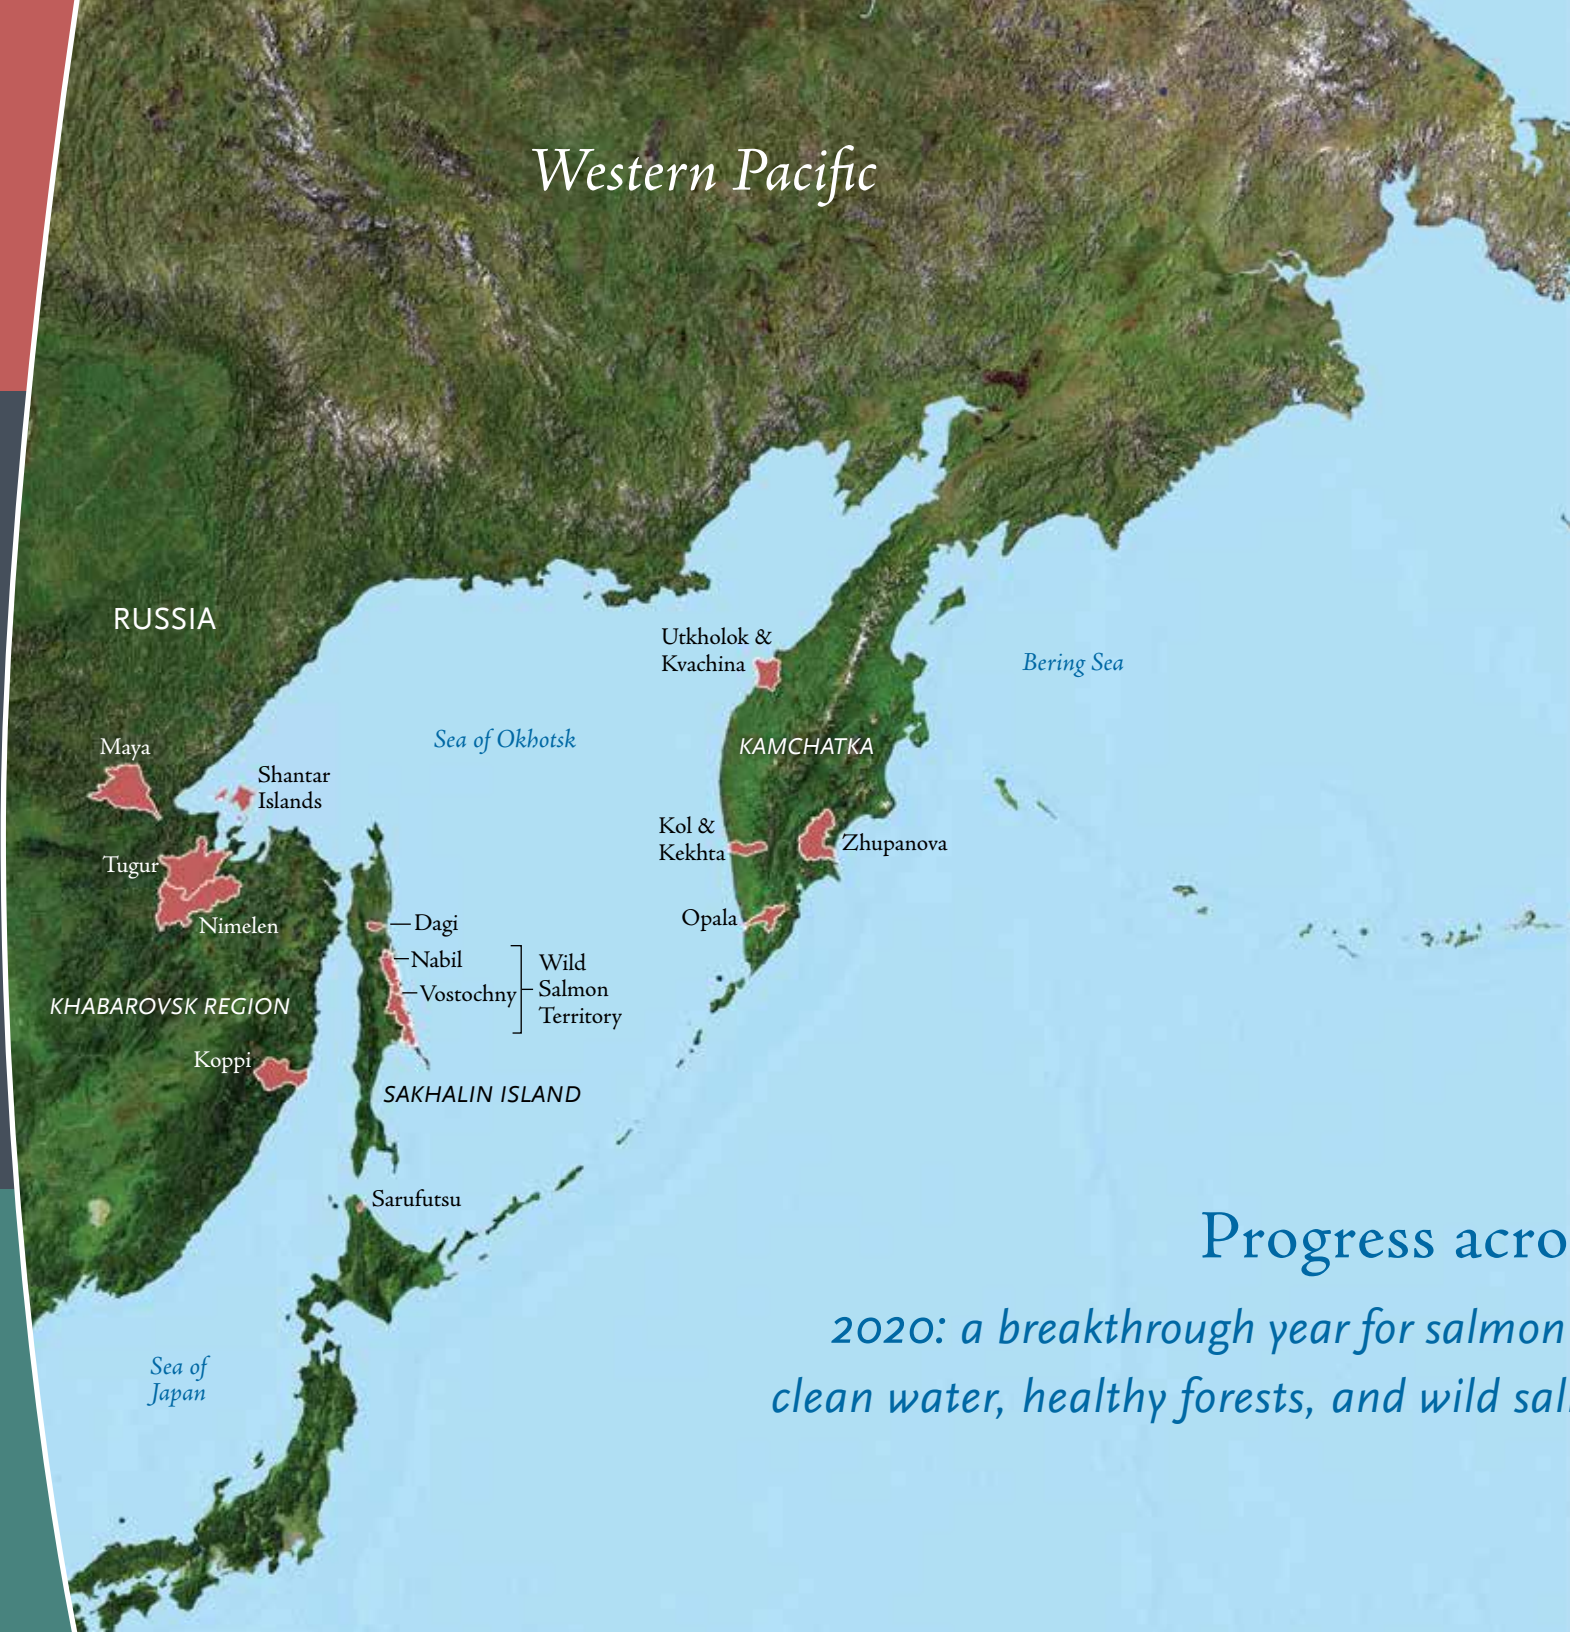 Western Pacific
RUSSIA
Utkholok &
Kvachina
Bering Sea
Sea of Okhotsk
KAMCHATKA
Maya
Shantar
Islands
Kol &
Kekhta
Zhupanova
Tugur
Nimelen
Opala
Dagi
Nabil
Vostochny
Wild
Salmon
Territory
KHABAROVSK REGION
Koppi
SAKHALIN ISLAND
Sarufutsu
Progress acro
2020: a breakthrough year for salmon
clean water, healthy forests, and wild sal
Sea of
Japan